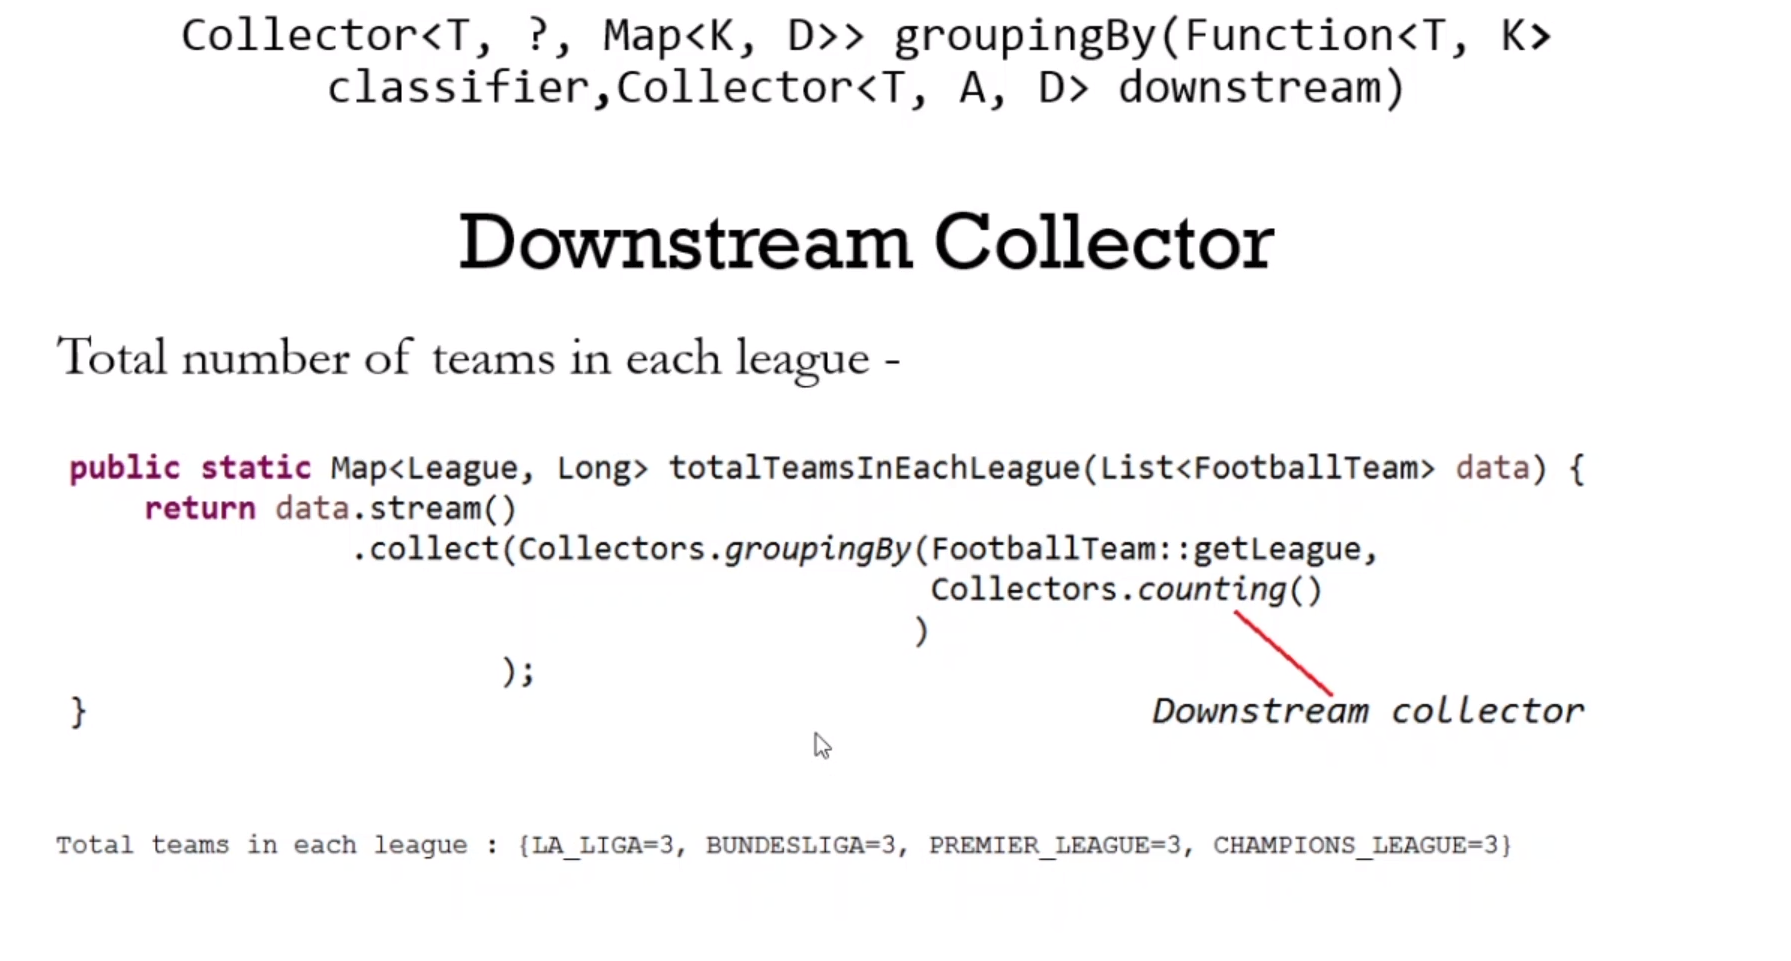 Collector<T, ?, Map<K, D>> groupingBy(Function<T, K>
classifier,Collector<T, A, D> downstream)
Downstream Collector
Total number of teams in each league -
public static Map<League, Long> totalTeamsInEachLeague(List<FootballTeam> data) {
return data.stream()
.collect(Collectors.groupingBy(FootballTeam::getLeague,
Collectors.counting()
)
);
}
Downstream collector
Total teams in each league : {LA_LIGA=3, BUNDESLIGA=3, PREMIER_LEAGUE=3, CHAMPIONS_LEAGUE=3}